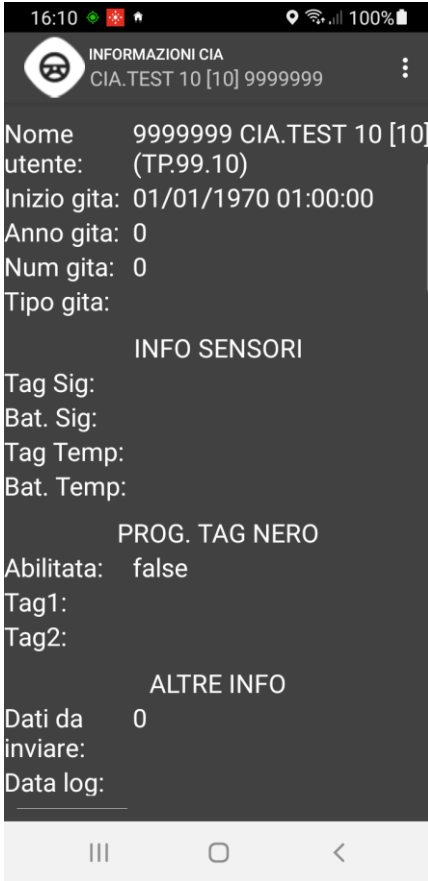 16:10 100%
INFORMAZIONI CIA
CIA.TEST 10 [10] 9999999
Nome utente: 9999999 CIA.TEST 10 [10] (TP.99.10)
Inizio gita: 01/01/1970 01:00:00
Anno gita: 0
Num gita: 0
Tipo gita:
INFO SENSORI
Tag Sig:
Bat. Sig:
Tag Temp:
Bat. Temp:
PROG. TAG NERO
Abilitata: false
Tag1:
Tag2:
ALTRE INFO
Dati da inviare: 0
Data log: